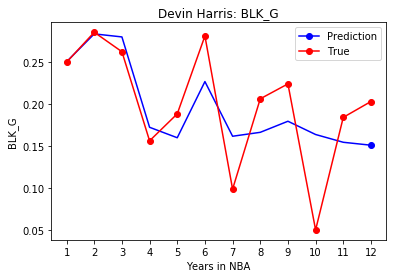 Devin Harris: BLK_G
Prediction
True
0.25
0.20
0.15
0.10
0.05
BLK_G
1 2 3 4 5 6 7 8 9 10 11 12
Years in NBA